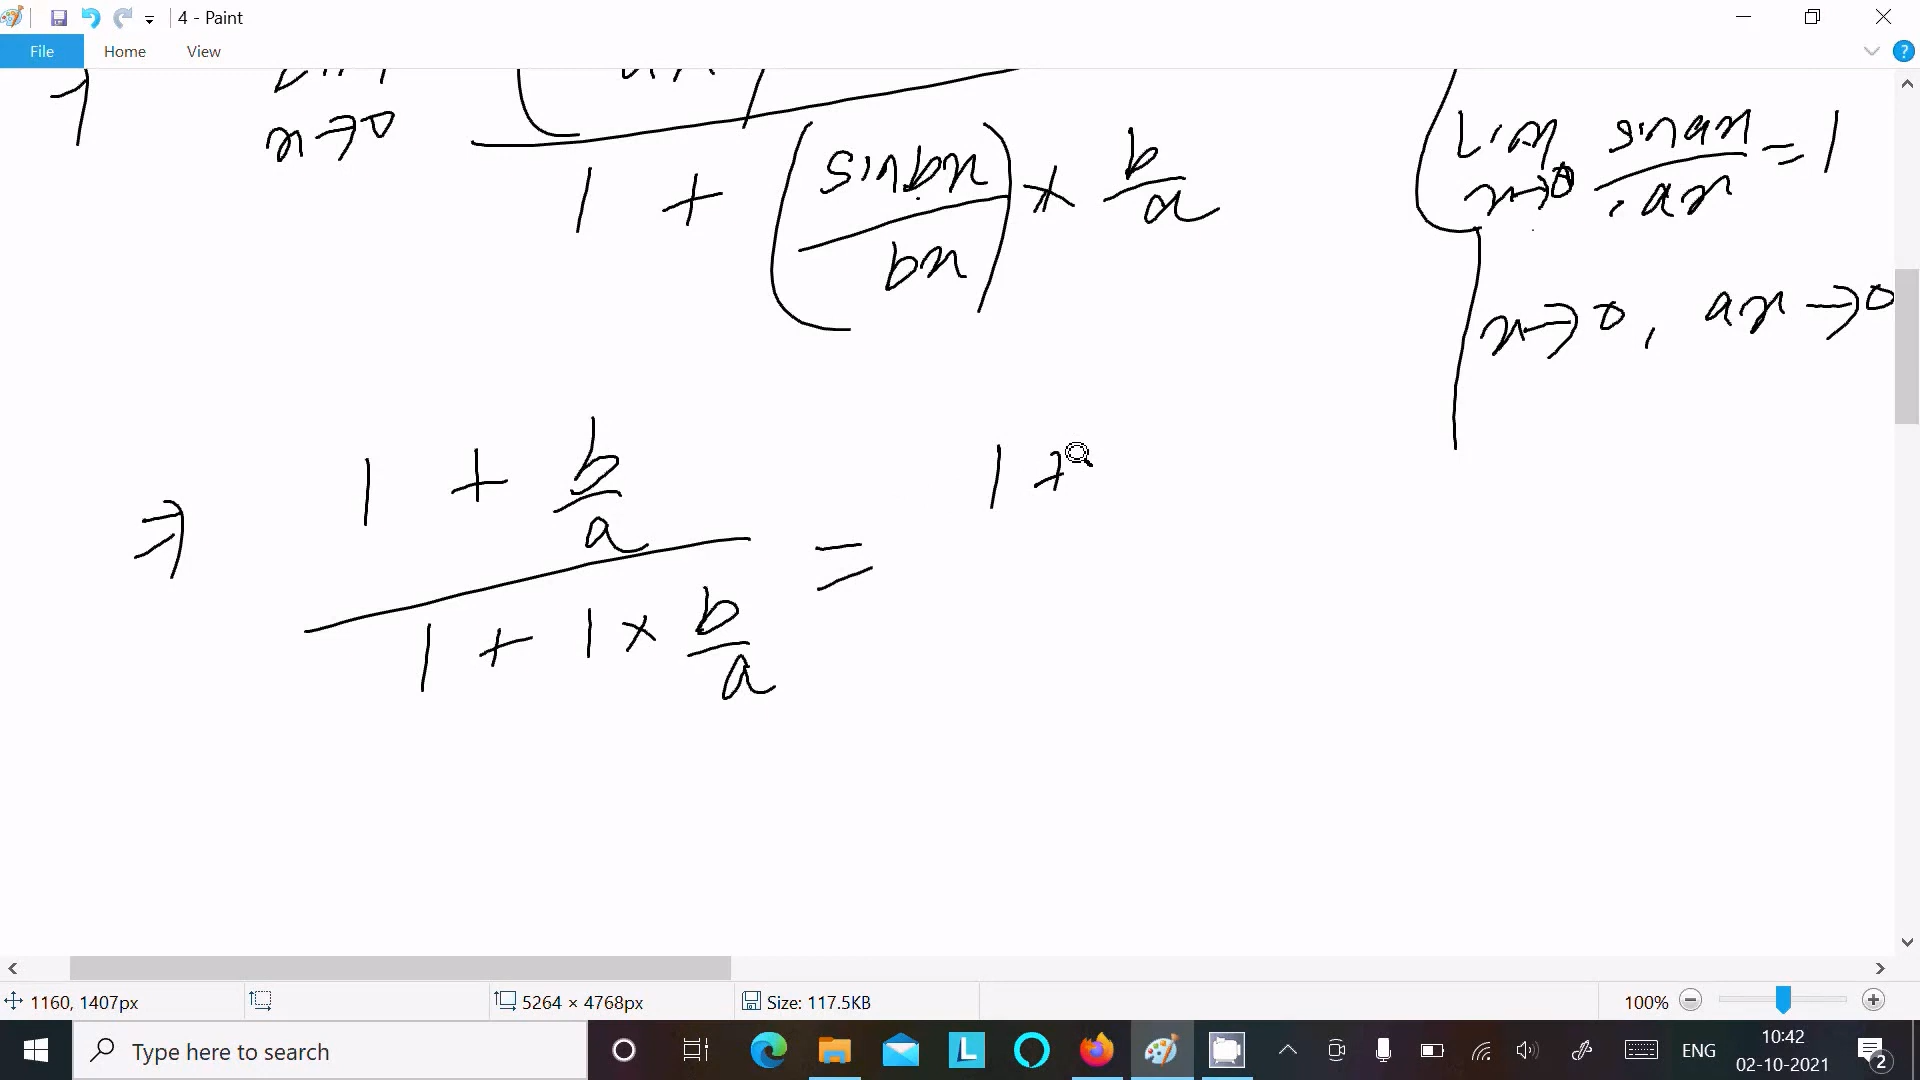 4 - Paint
File Home View
x→0
1 + (sinbx / bx) × b/a
Lim x→0 sinax / ax = 1
x→0, ax→0
⇒ (1 + b/a) / (1 + 1 × b/a) = 1 +
1160, 1407px 5264 × 4768px Size: 117.5KB 100%
Type here to search ENG 10:42
02-10-2021 2